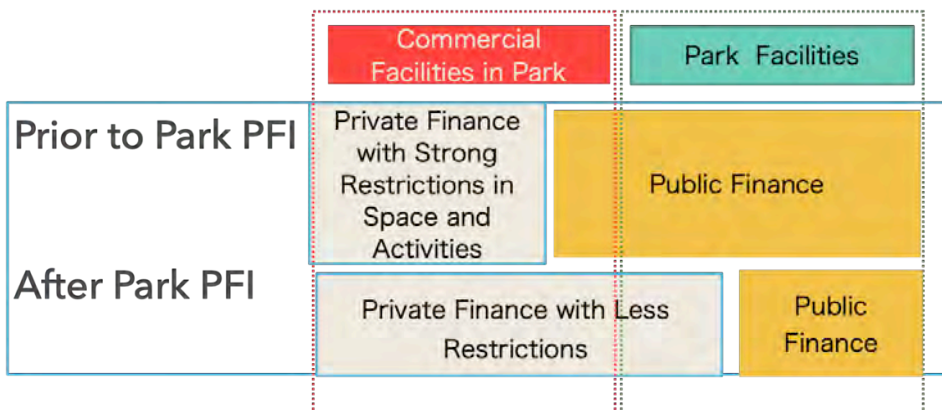 Commercial
Facilities in Park
Park Facilities
Prior to Park PFI
Private Finance
with Strong
Restrictions in
Space and
Activities
Public Finance
After Park PFI
Private Finance with Less
Restrictions
Public
Finance